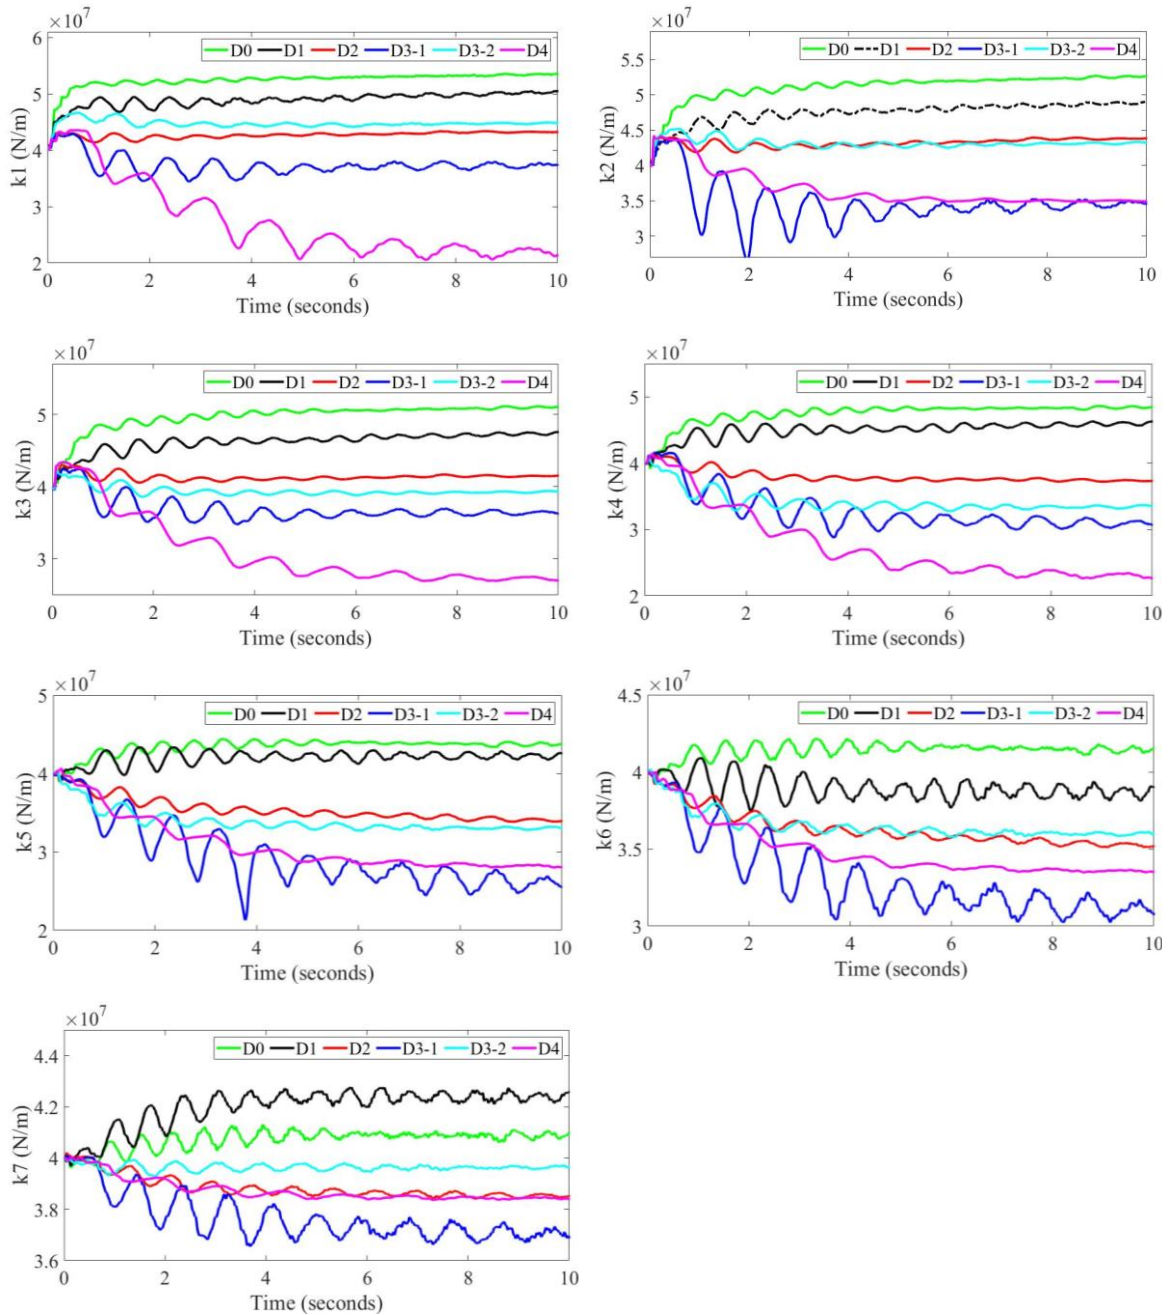 ×10⁷
×10⁷
D0 D1 D2 D3-1 D3-2 D4
D0 D1 D2 D3-1 D3-2 D4
6
5
4
3
2
k1 (N/m)
0 2 4 6 8 10
Time (seconds)
5.5
5
4.5
4
3.5
3
k2 (N/m)
0 2 4 6 8 10
Time (seconds)
×10⁷
×10⁷
D0 D1 D2 D3-1 D3-2 D4
D0 D1 D2 D3-1 D3-2 D4
5
4
3
k3 (N/m)
0 2 4 6 8 10
Time (seconds)
5
4
3
2
k4 (N/m)
0 2 4 6 8 10
Time (seconds)
×10⁷
×10⁷
D0 D1 D2 D3-1 D3-2 D4
D0 D1 D2 D3-1 D3-2 D4
5
4
3
2
k5 (N/m)
0 2 4 6 8 10
Time (seconds)
4.5
4
3.5
3
k6 (N/m)
0 2 4 6 8 10
Time (seconds)
×10⁷
D0 D1 D2 D3-1 D3-2 D4
4.4
4.2
4
3.8
3.6
k7 (N/m)
0 2 4 6 8 10
Time (seconds)